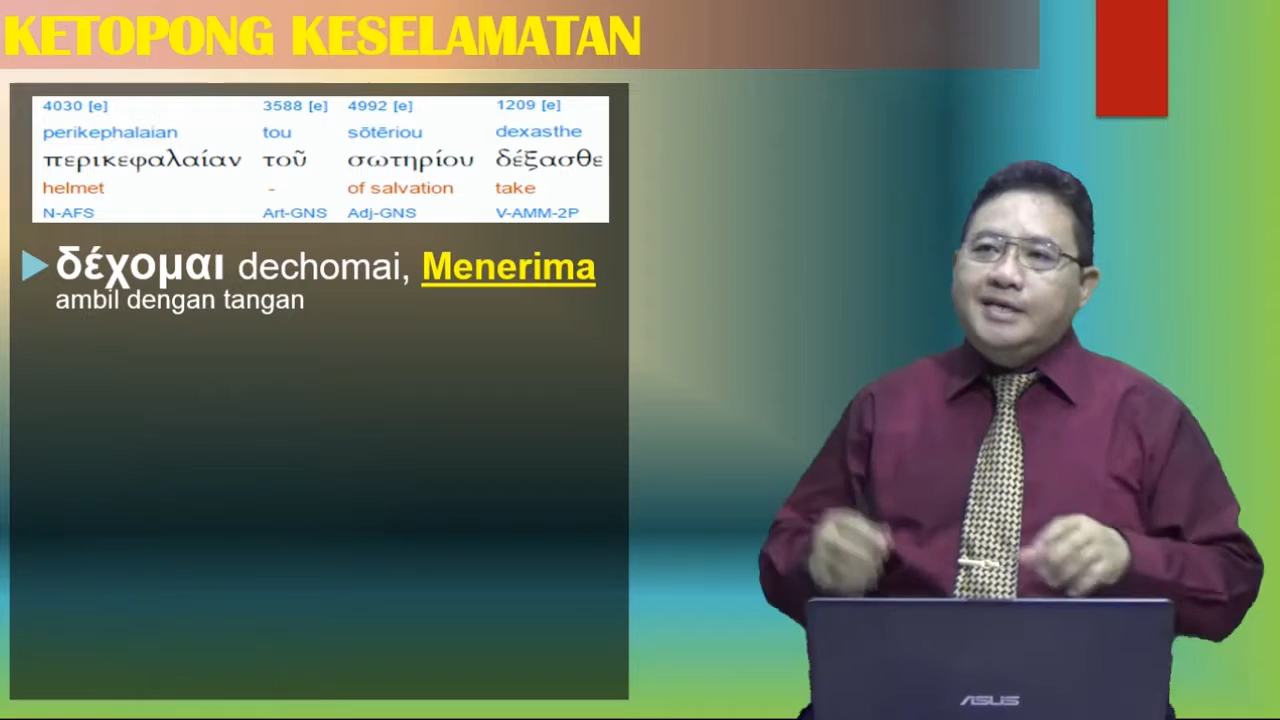 KETOPONG KESELAMATAN
4030 [e] 3588 [e] 4992 [e] 1209 [e]
perikephalaian tou sōtēriou dexasthe
περικεφαλαίαν τοῦ σωτηρίου δέξασθε
helmet - of salvation take
N-AFS Art-GNS Adj-GNS V-AMM-2P
δέχομαι dechomai, Menerima
ambil dengan tangan
ASUS